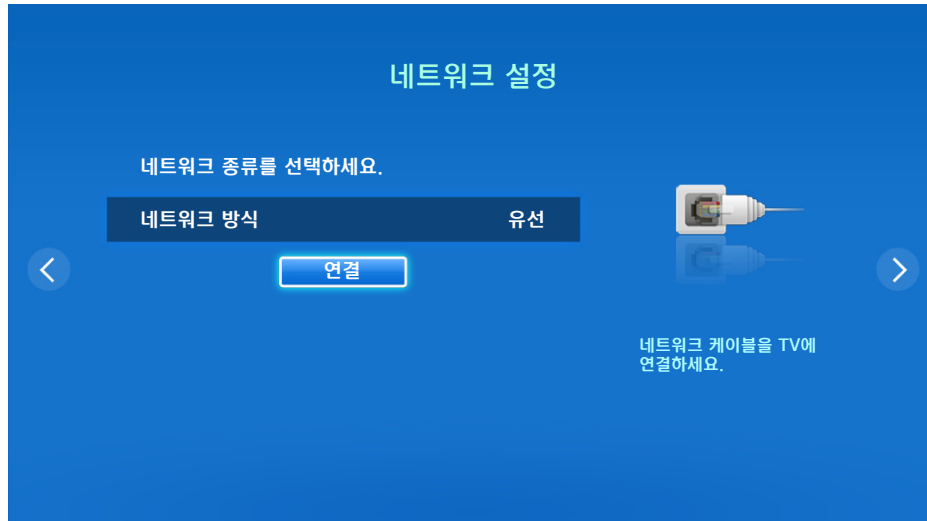 네트워크 설정
네트워크 종류를 선택하세요.
네트워크 방식 유선
연결
네트워크 케이블을 TV에
연결하세요.